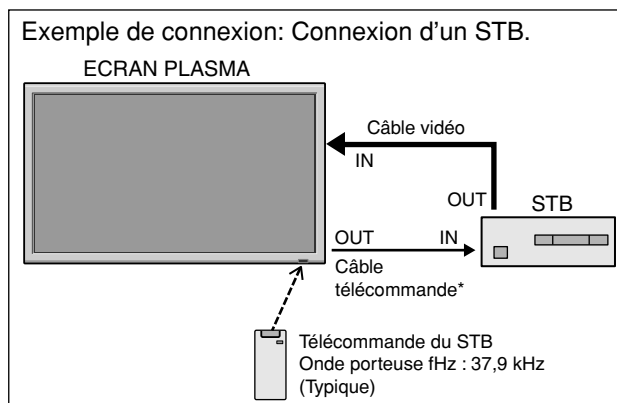 Exemple de connexion: Connexion d'un STB.
ECRAN PLASMA
Câble vidéo
IN
OUT
STB
OUT
IN
Câble
télécommande*
Télécommande du STB
Onde porteuse fHz : 37,9 kHz
(Typique)